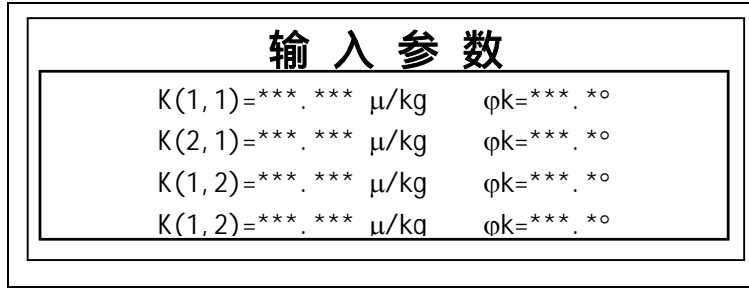 输入参数
K(1,1)=***.*** μ/kg φk=***.*°
K(2,1)=***.*** μ/kg φk=***.*°
K(1,2)=***.*** μ/kg φk=***.*°
K(1,2)=***.*** μ/kg φk=***.*°